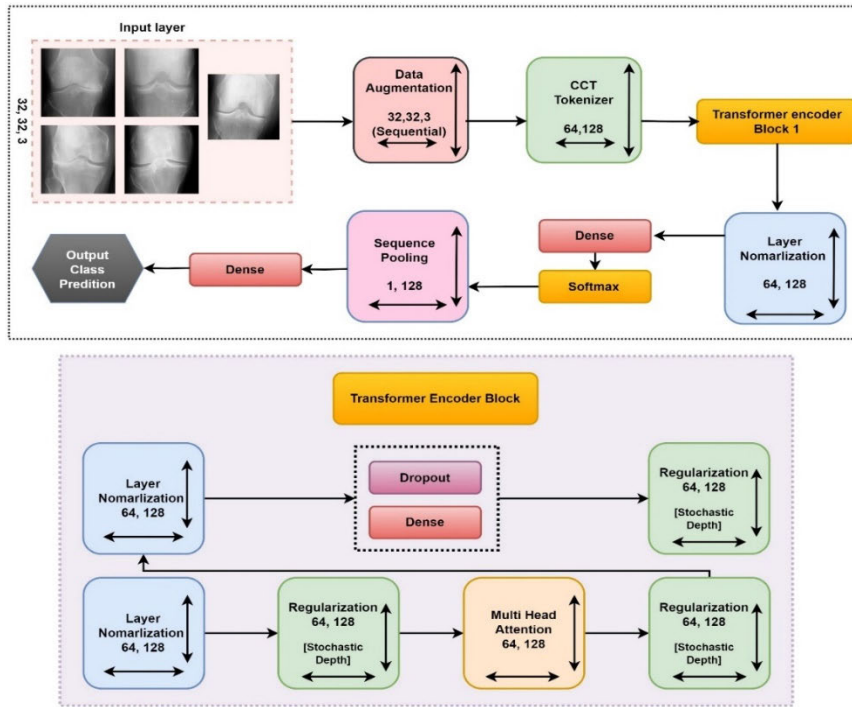 Input layer
32, 32, 3
Data
Augmentation
32,32,3
(Sequential)
CCT
Tokenizer
64,128
Transformer encoder
Block 1
Layer
Nomarlization
64, 128
Dense
Softmax
Sequence
Pooling
1, 128
Dense
Output
Class
Predition
Transformer Encoder Block
Layer
Nomarlization
64, 128
Dropout
Dense
Regularization
64, 128
[Stochastic
Depth]
Layer
Nomarlization
64, 128
Regularization
64, 128
[Stochastic
Depth]
Multi Head
Attention
64, 128
Regularization
64, 128
[Stochastic
Depth]